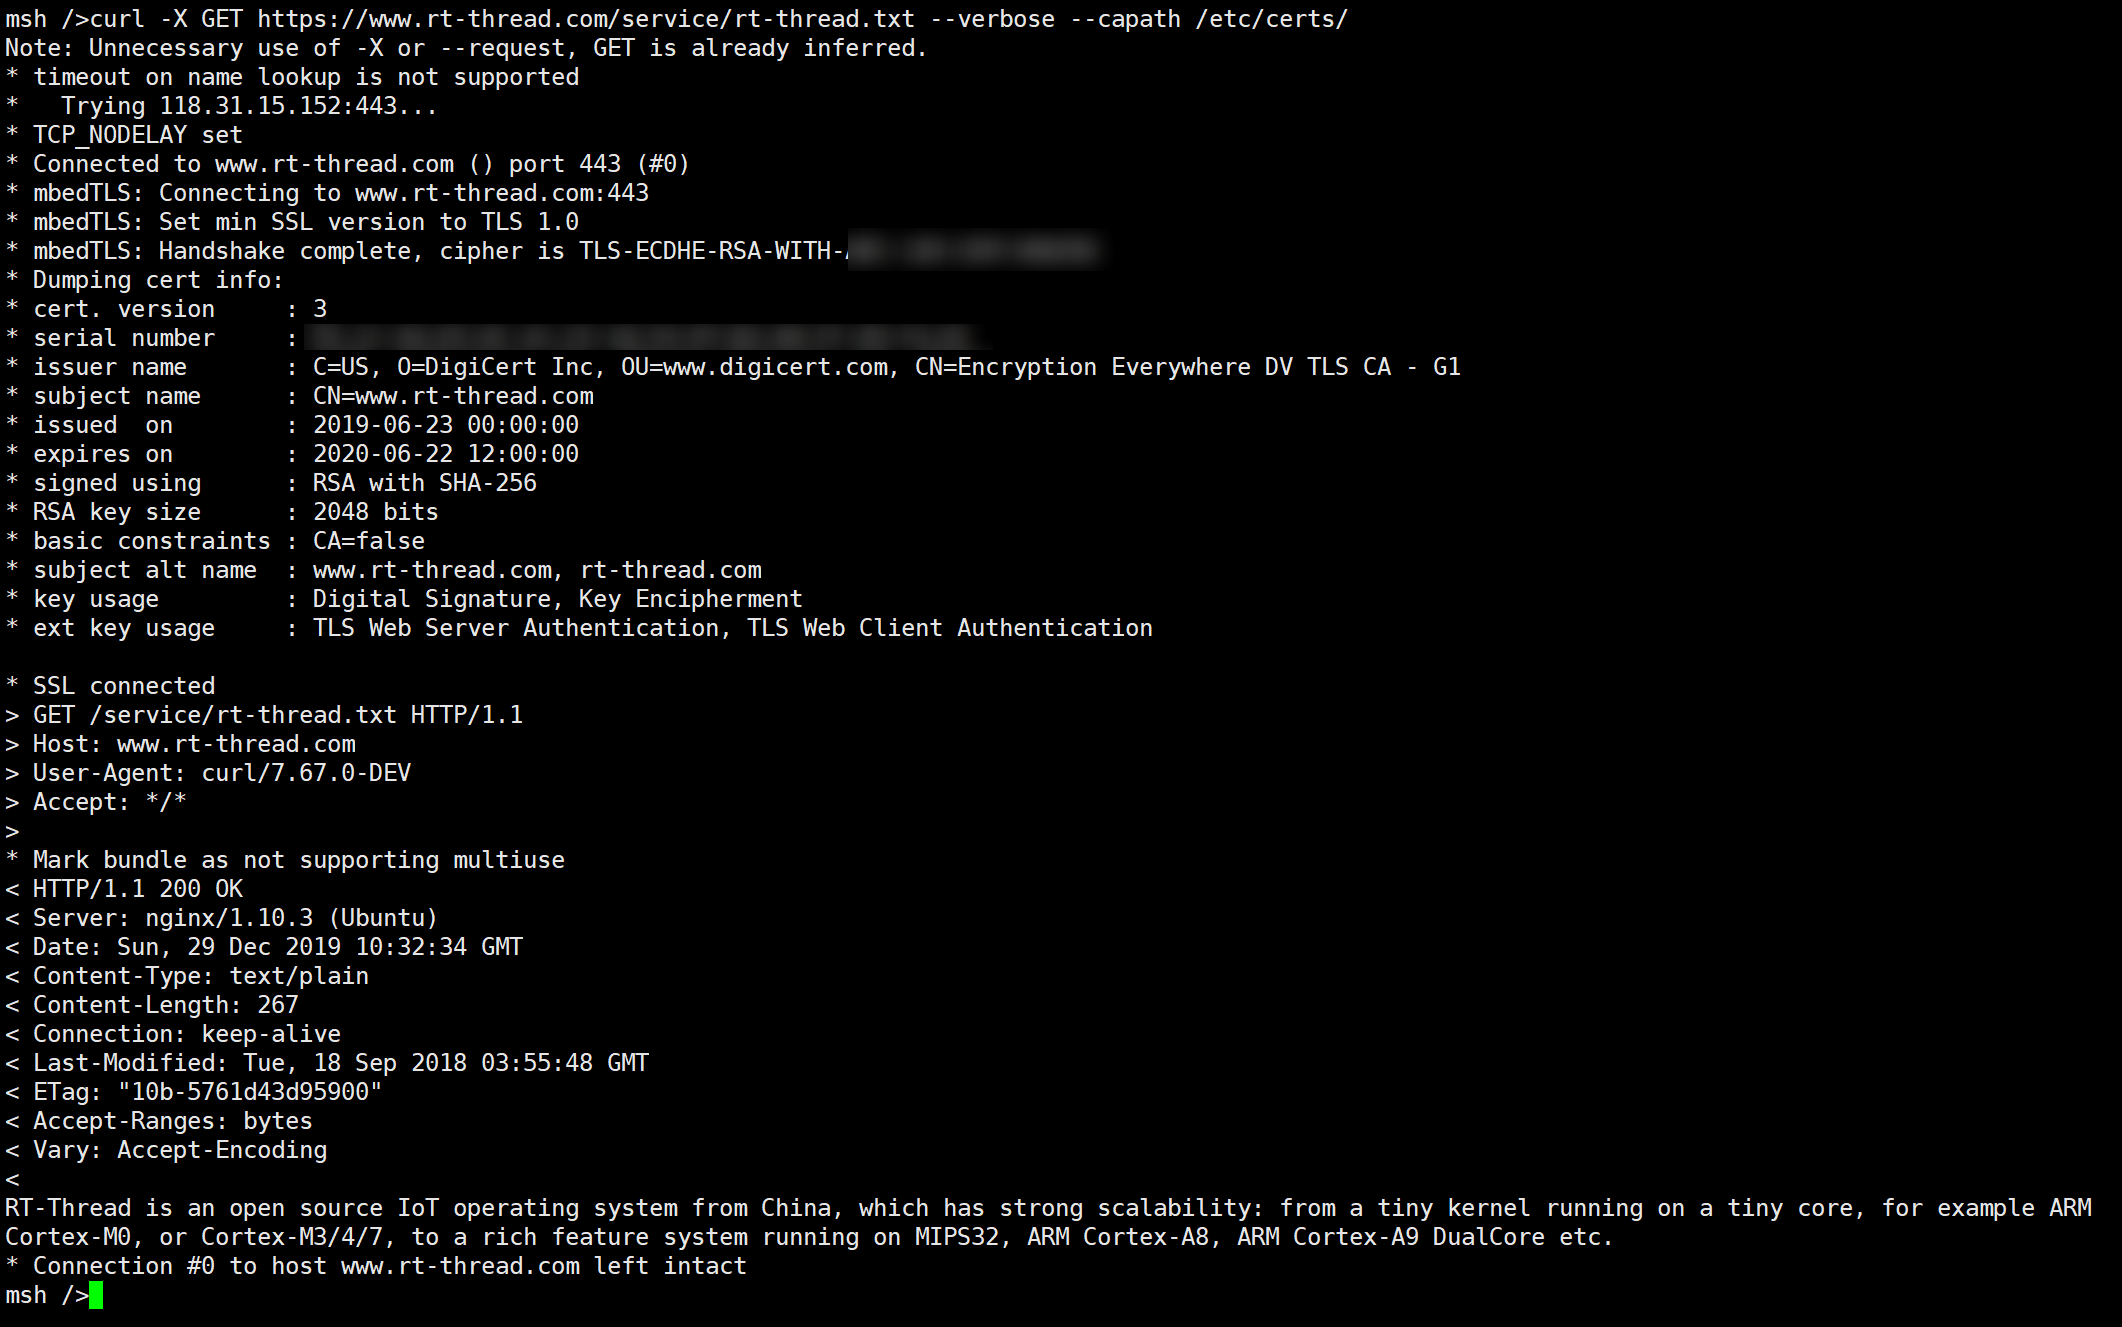 msh />curl -X GET https://www.rt-thread.com/service/rt-thread.txt --verbose --capath /etc/certs/
Note: Unnecessary use of -X or --request, GET is already inferred.
* timeout on name lookup is not supported
*   Trying 118.31.15.152:443...
* TCP_NODELAY set
* Connected to www.rt-thread.com () port 443 (#0)
* mbedTLS: Connecting to www.rt-thread.com:443
* mbedTLS: Set min SSL version to TLS 1.0
* mbedTLS: Handshake complete, cipher is TLS-ECDHE-RSA-WITH-
* Dumping cert info:
* cert. version     : 3
* serial number     :
* issuer name       : C=US, O=DigiCert Inc, OU=www.digicert.com, CN=Encryption Everywhere DV TLS CA - G1
* subject name      : CN=www.rt-thread.com
* issued  on        : 2019-06-23 00:00:00
* expires on        : 2020-06-22 12:00:00
* signed using      : RSA with SHA-256
* RSA key size      : 2048 bits
* basic constraints : CA=false
* subject alt name  : www.rt-thread.com, rt-thread.com
* key usage         : Digital Signature, Key Encipherment
* ext key usage     : TLS Web Server Authentication, TLS Web Client Authentication
* SSL connected
> GET /service/rt-thread.txt HTTP/1.1
> Host: www.rt-thread.com
> User-Agent: curl/7.67.0-DEV
> Accept: */*
>
* Mark bundle as not supporting multiuse
< HTTP/1.1 200 OK
< Server: nginx/1.10.3 (Ubuntu)
< Date: Sun, 29 Dec 2019 10:32:34 GMT
< Content-Type: text/plain
< Content-Length: 267
< Connection: keep-alive
< Last-Modified: Tue, 18 Sep 2018 03:55:48 GMT
< ETag: "10b-5761d43d95900"
< Accept-Ranges: bytes
< Vary: Accept-Encoding
<
RT-Thread is an open source IoT operating system from China, which has strong scalability: from a tiny kernel running on a tiny core, for example ARM
Cortex-M0, or Cortex-M3/4/7, to a rich feature system running on MIPS32, ARM Cortex-A8, ARM Cortex-A9 DualCore etc.
* Connection #0 to host www.rt-thread.com left intact
msh />